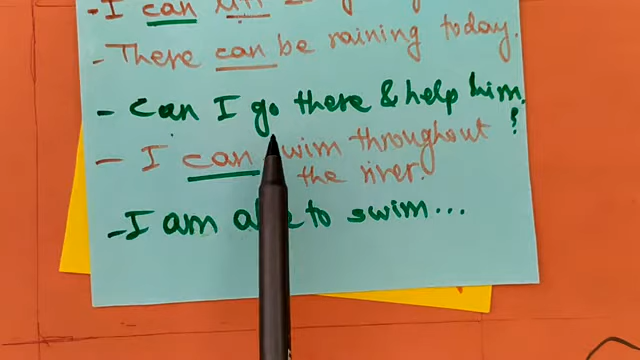 - I can
- There can be raining today.
- Can I go there & help him
?
- I can swim throughout
the river.
- I am able to swim...